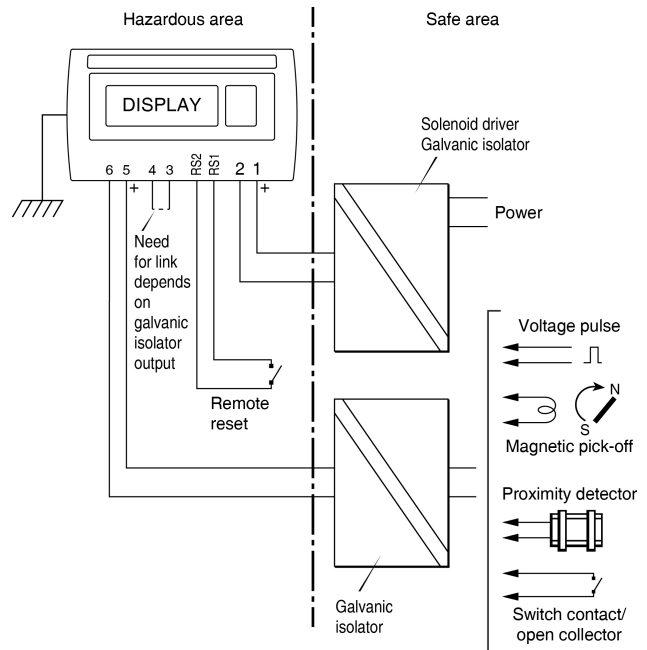 Hazardous area
Safe area
DISPLAY
6 5 4 3 RS2 RS1 2 1
+ +
Solenoid driver
Galvanic isolator
Power
Need
for link
depends
on
galvanic
isolator
output
Remote
reset
Voltage pulse
N
S
Magnetic pick-off
Proximity detector
Switch contact/
open collector
Galvanic
isolator